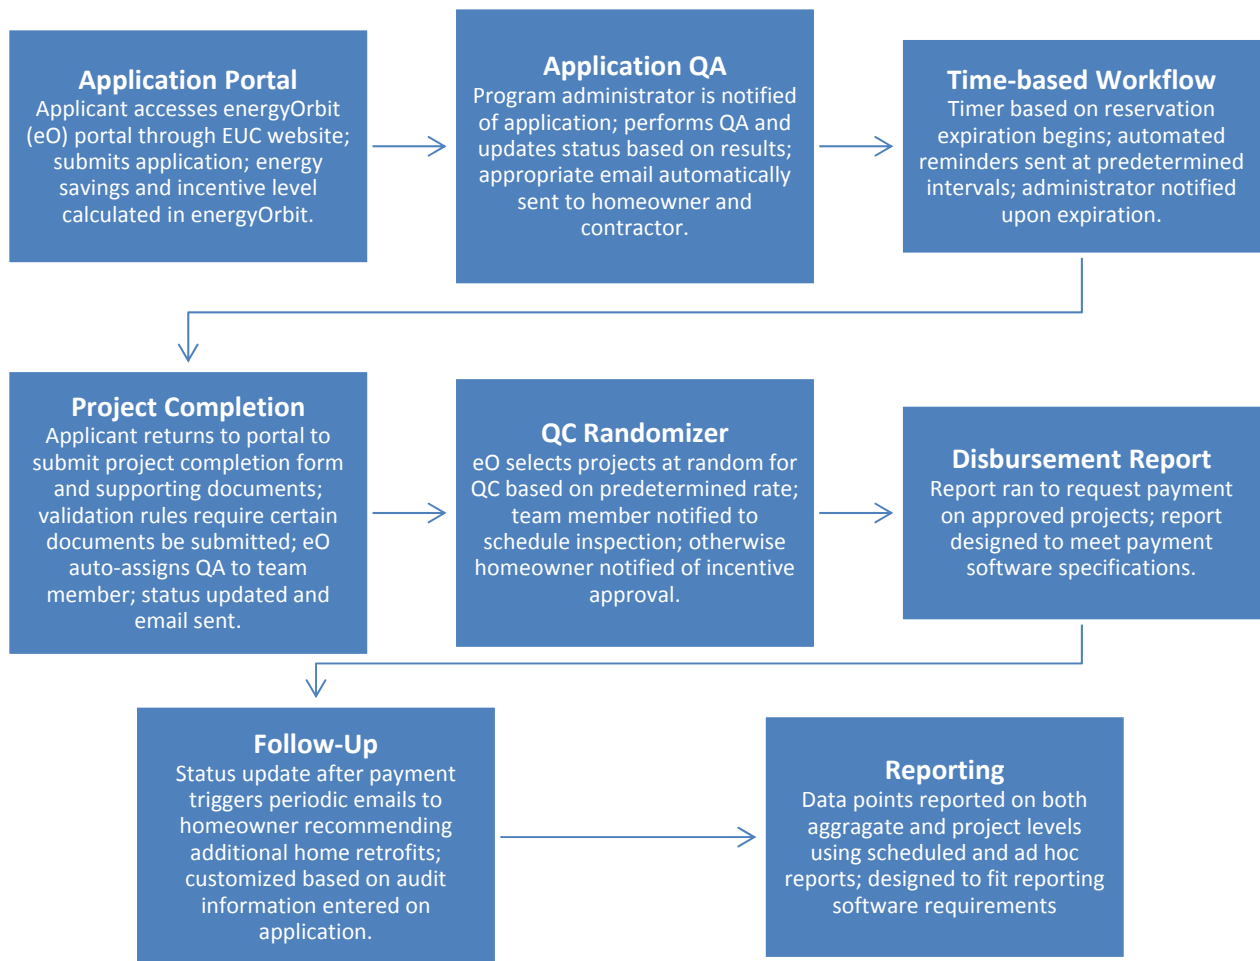 Application Portal
Applicant accesses energyOrbit
(eO) portal through EUC website;
submits application; energy
savings and incentive level
calculated in energyOrbit.
Application QA
Program administrator is notified
of application; performs QA and
updates status based on results;
appropriate email automatically
sent to homeowner and
contractor.
Time-based Workflow
Timer based on reservation
expiration begins; automated
reminders sent at predetermined
intervals; administrator notified
upon expiration.
Project Completion
Applicant returns to portal to
submit project completion form
and supporting documents;
validation rules require certain
documents be submitted; eO
auto-assigns QA to team
member; status updated and
email sent.
QC Randomizer
eO selects projects at random for
QC based on predetermined rate;
team member notified to
schedule inspection; otherwise
homeowner notified of incentive
approval.
Disbursement Report
Report ran to request payment
on approved projects; report
designed to meet payment
software specifications.
Follow-Up
Status update after payment
triggers periodic emails to
homeowner recommending
additional home retrofits;
customized based on audit
information entered on
application.
Reporting
Data points reported on both
aggragate and project levels
using scheduled and ad hoc
reports; designed to fit reporting
software requirements